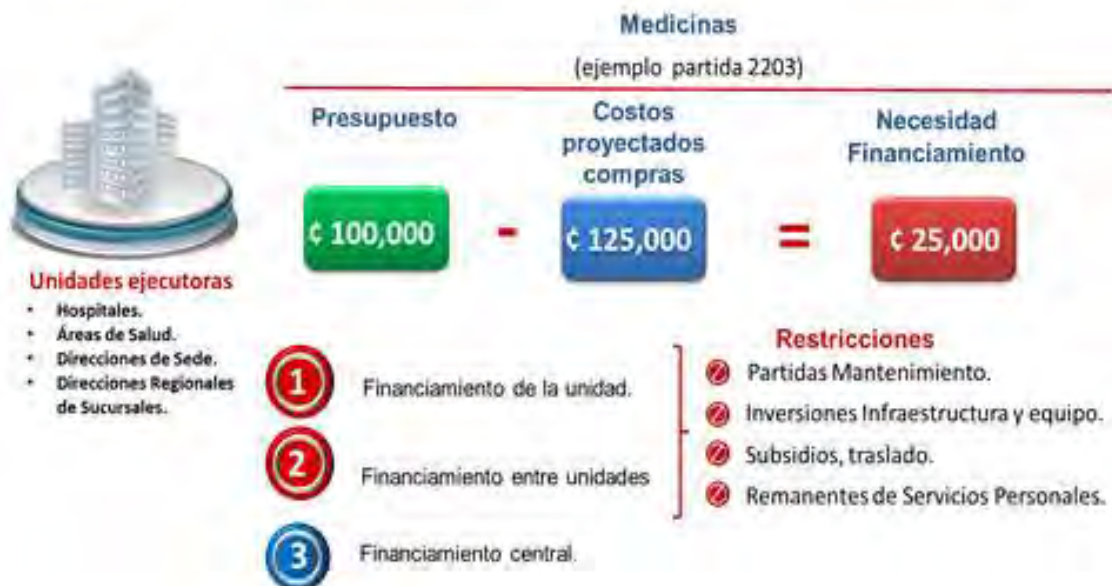 Medicinas
(ejemplo partida 2203)
Presupuesto
Costos
proyectados
compras
Necesidad
Financiamiento
¢ 100,000
-
¢ 125,000
=
¢ 25,000
Unidades ejecutoras
• Hospitales.
• Áreas de Salud.
• Direcciones de Sede.
• Direcciones Regionales
de Sucursales.
1 Financiamiento de la unidad.
2 Financiamiento entre unidades
3 Financiamiento central.
Restricciones
Partidas Mantenimiento.
Inversiones Infraestructura y equipo.
Subsidios, traslado.
Remanentes de Servicios Personales.